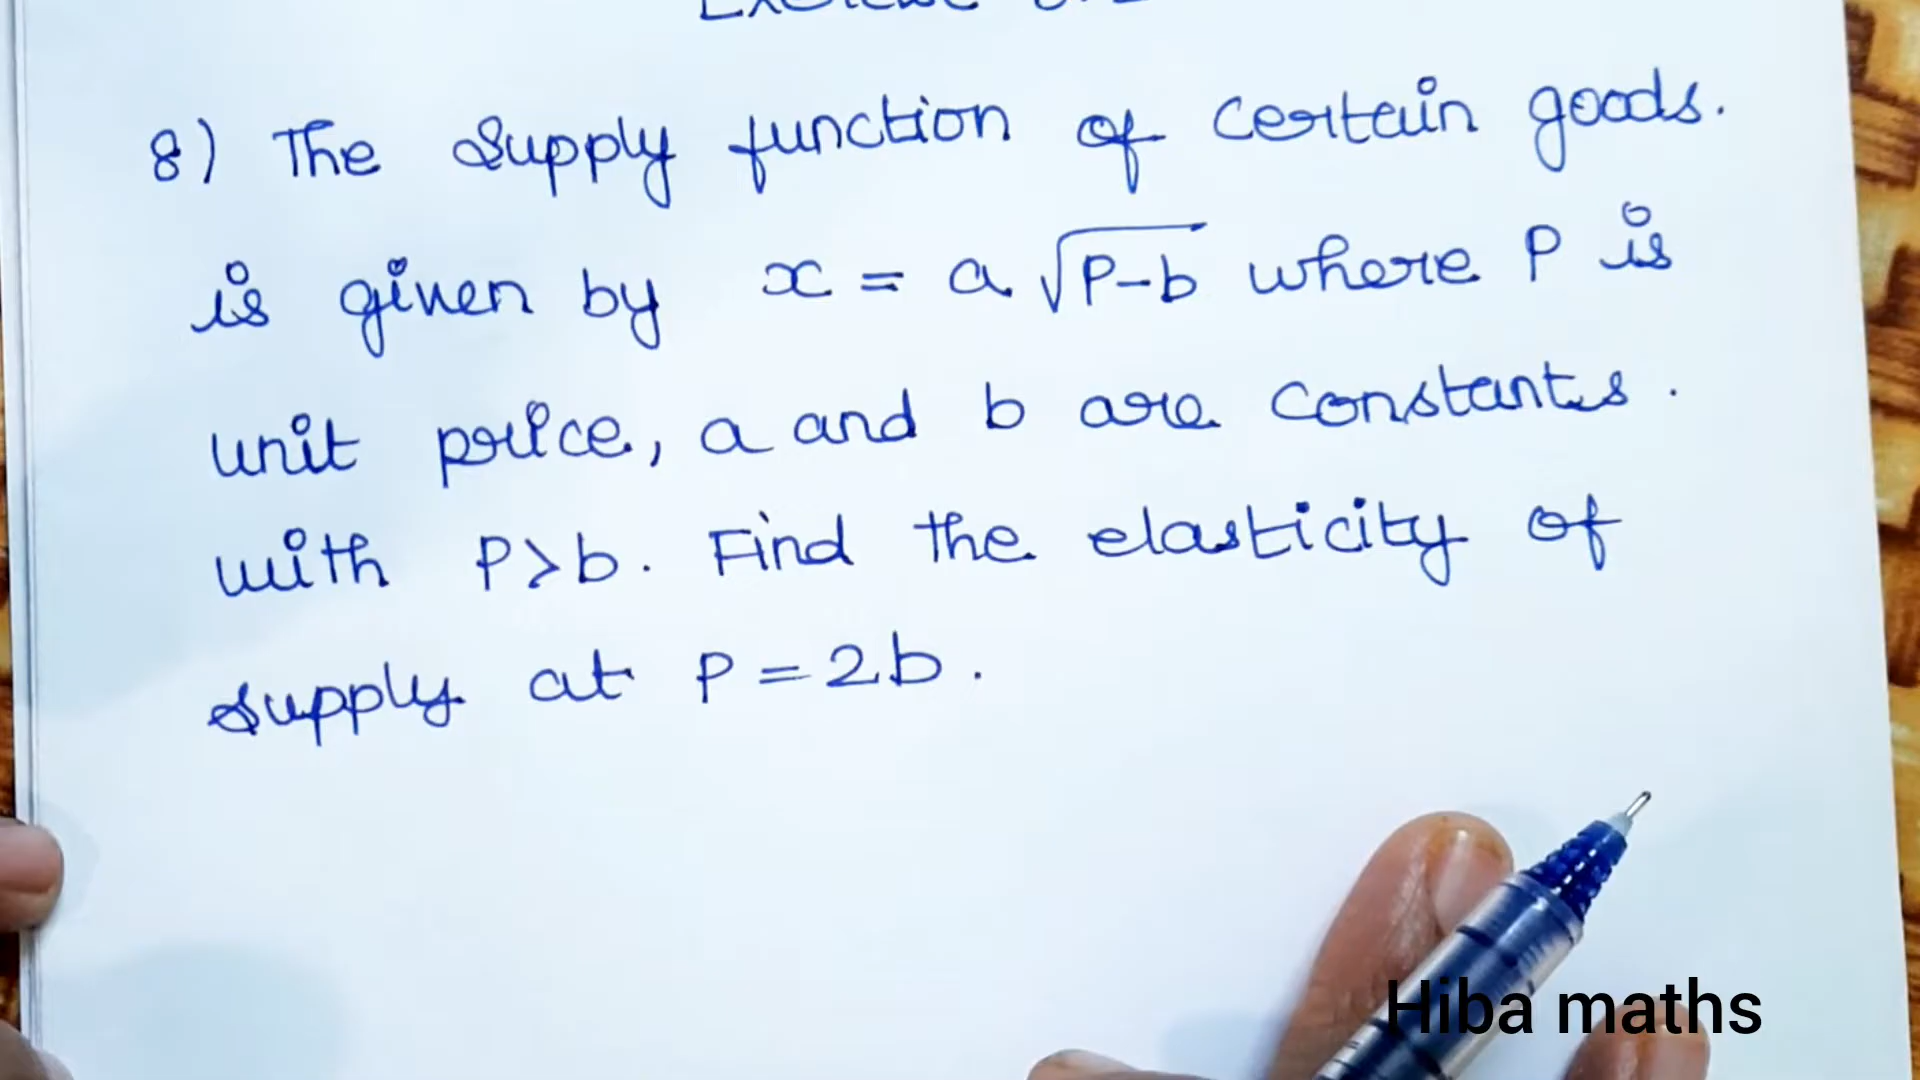 8) The supply function of certain goods.
is given by x = a √P-b where P is
unit price, a and b are constants.
with P>b. Find the elasticity of
supply at P=2b.
Hiba maths